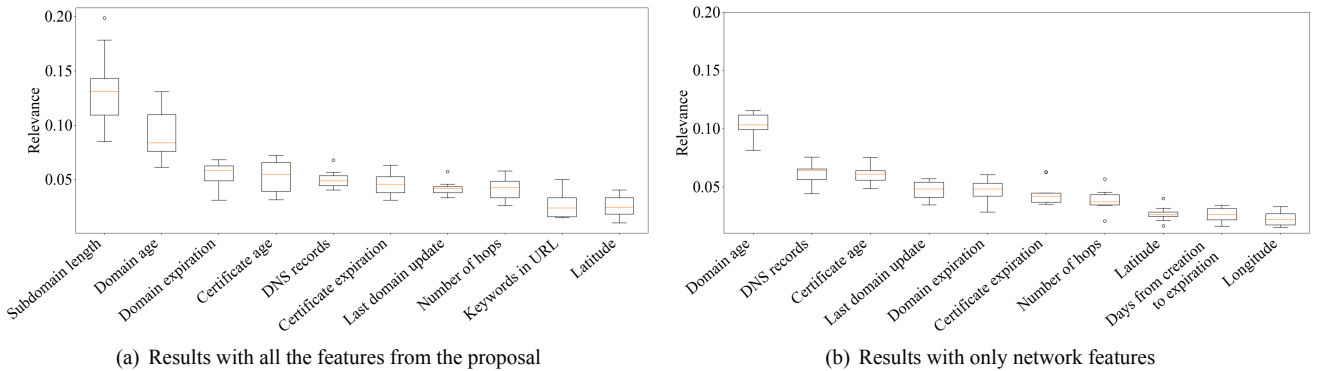 0.20
0.15
0.10
0.05
Relevance
Subdomain length
Domain age
Domain expiration
Certificate age
DNS records
Certificate expiration
Last domain update
Number of hops
Keywords in URL
Latitude
(a) Results with all the features from the proposal
0.20
0.15
0.10
0.05
Relevance
Domain age
DNS records
Certificate age
Last domain update
Domain expiration
Certificate expiration
Number of hops
Latitude
Days from creation
to expiration
Longitude
(b) Results with only network features